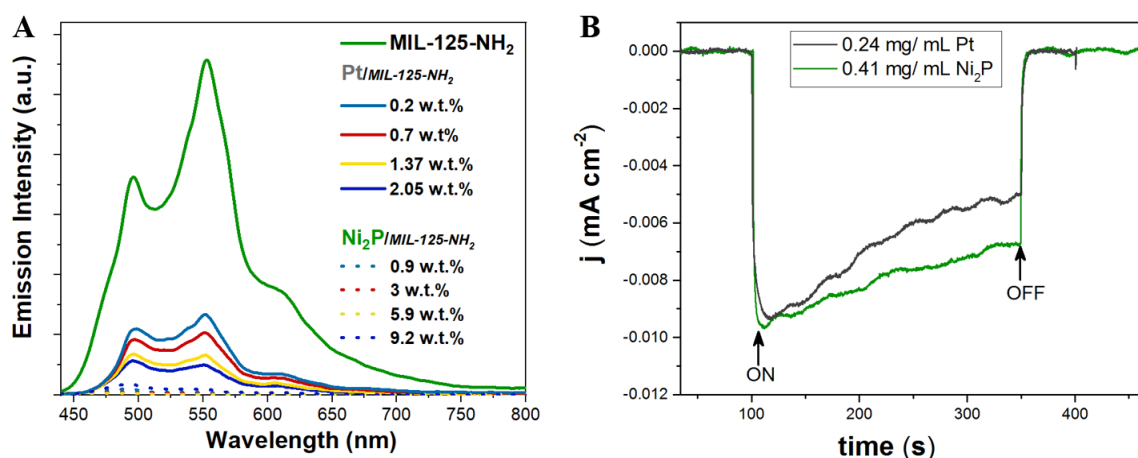 A
Emission Intensity (a.u.)
MIL-125-NH2
Pt/MIL-125-NH2
0.2 w.t.%
0.7 w.t%
1.37 w.t.%
2.05 w.t.%
Ni2P/MIL-125-NH2
0.9 w.t.%
3 w.t.%
5.9 w.t.%
9.2 w.t.%
450 500 550 600 650 700 750 800
Wavelength (nm)
B
j (mA cm-2)
0.000
-0.002
-0.004
-0.006
-0.008
-0.010
-0.012
0.24 mg/ mL Pt
0.41 mg/ mL Ni2P
OFF
ON
100 200 300 400
time (s)